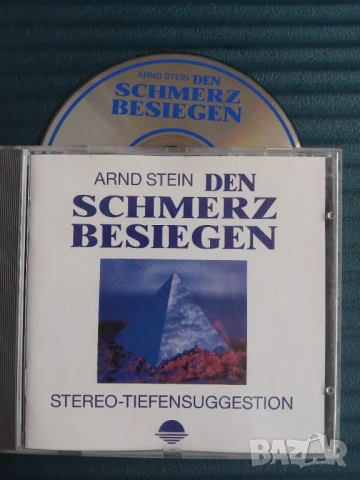 ARND STEIN DEN
SCHMERZ
BESIEGEN
ARND STEIN DEN
SCHMERZ
BESIEGEN
STEREO-TIEFENSUGGESTION
BAZAR